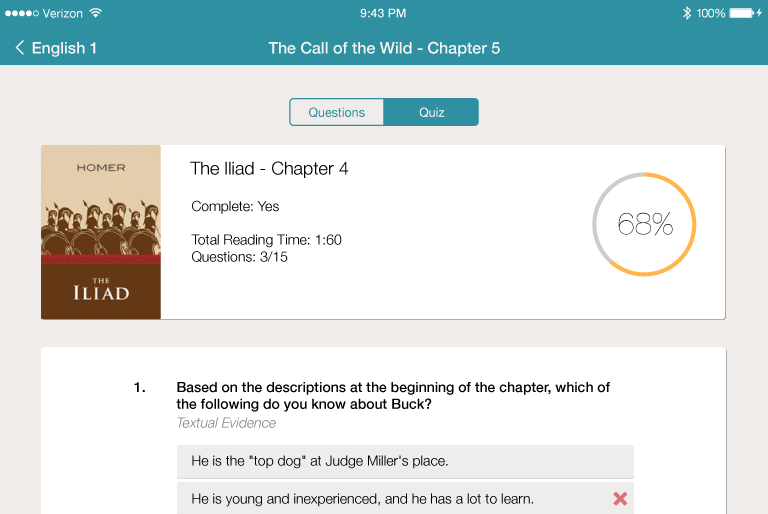 Verizon 9:43 PM 100%
English 1 The Call of the Wild - Chapter 5
Questions Quiz
HOMER
THE
ILIAD
The Iliad - Chapter 4
Complete: Yes
Total Reading Time: 1:60
Questions: 3/15
68%
1. Based on the descriptions at the beginning of the chapter, which of
the following do you know about Buck?
Textual Evidence
He is the "top dog" at Judge Miller's place.
He is young and inexperienced, and he has a lot to learn.